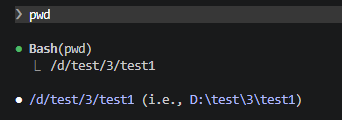 ❯ pwd
● Bash(pwd)
⎿ /d/test/3/test1
● /d/test/3/test1 (i.e., D:\test\3\test1)